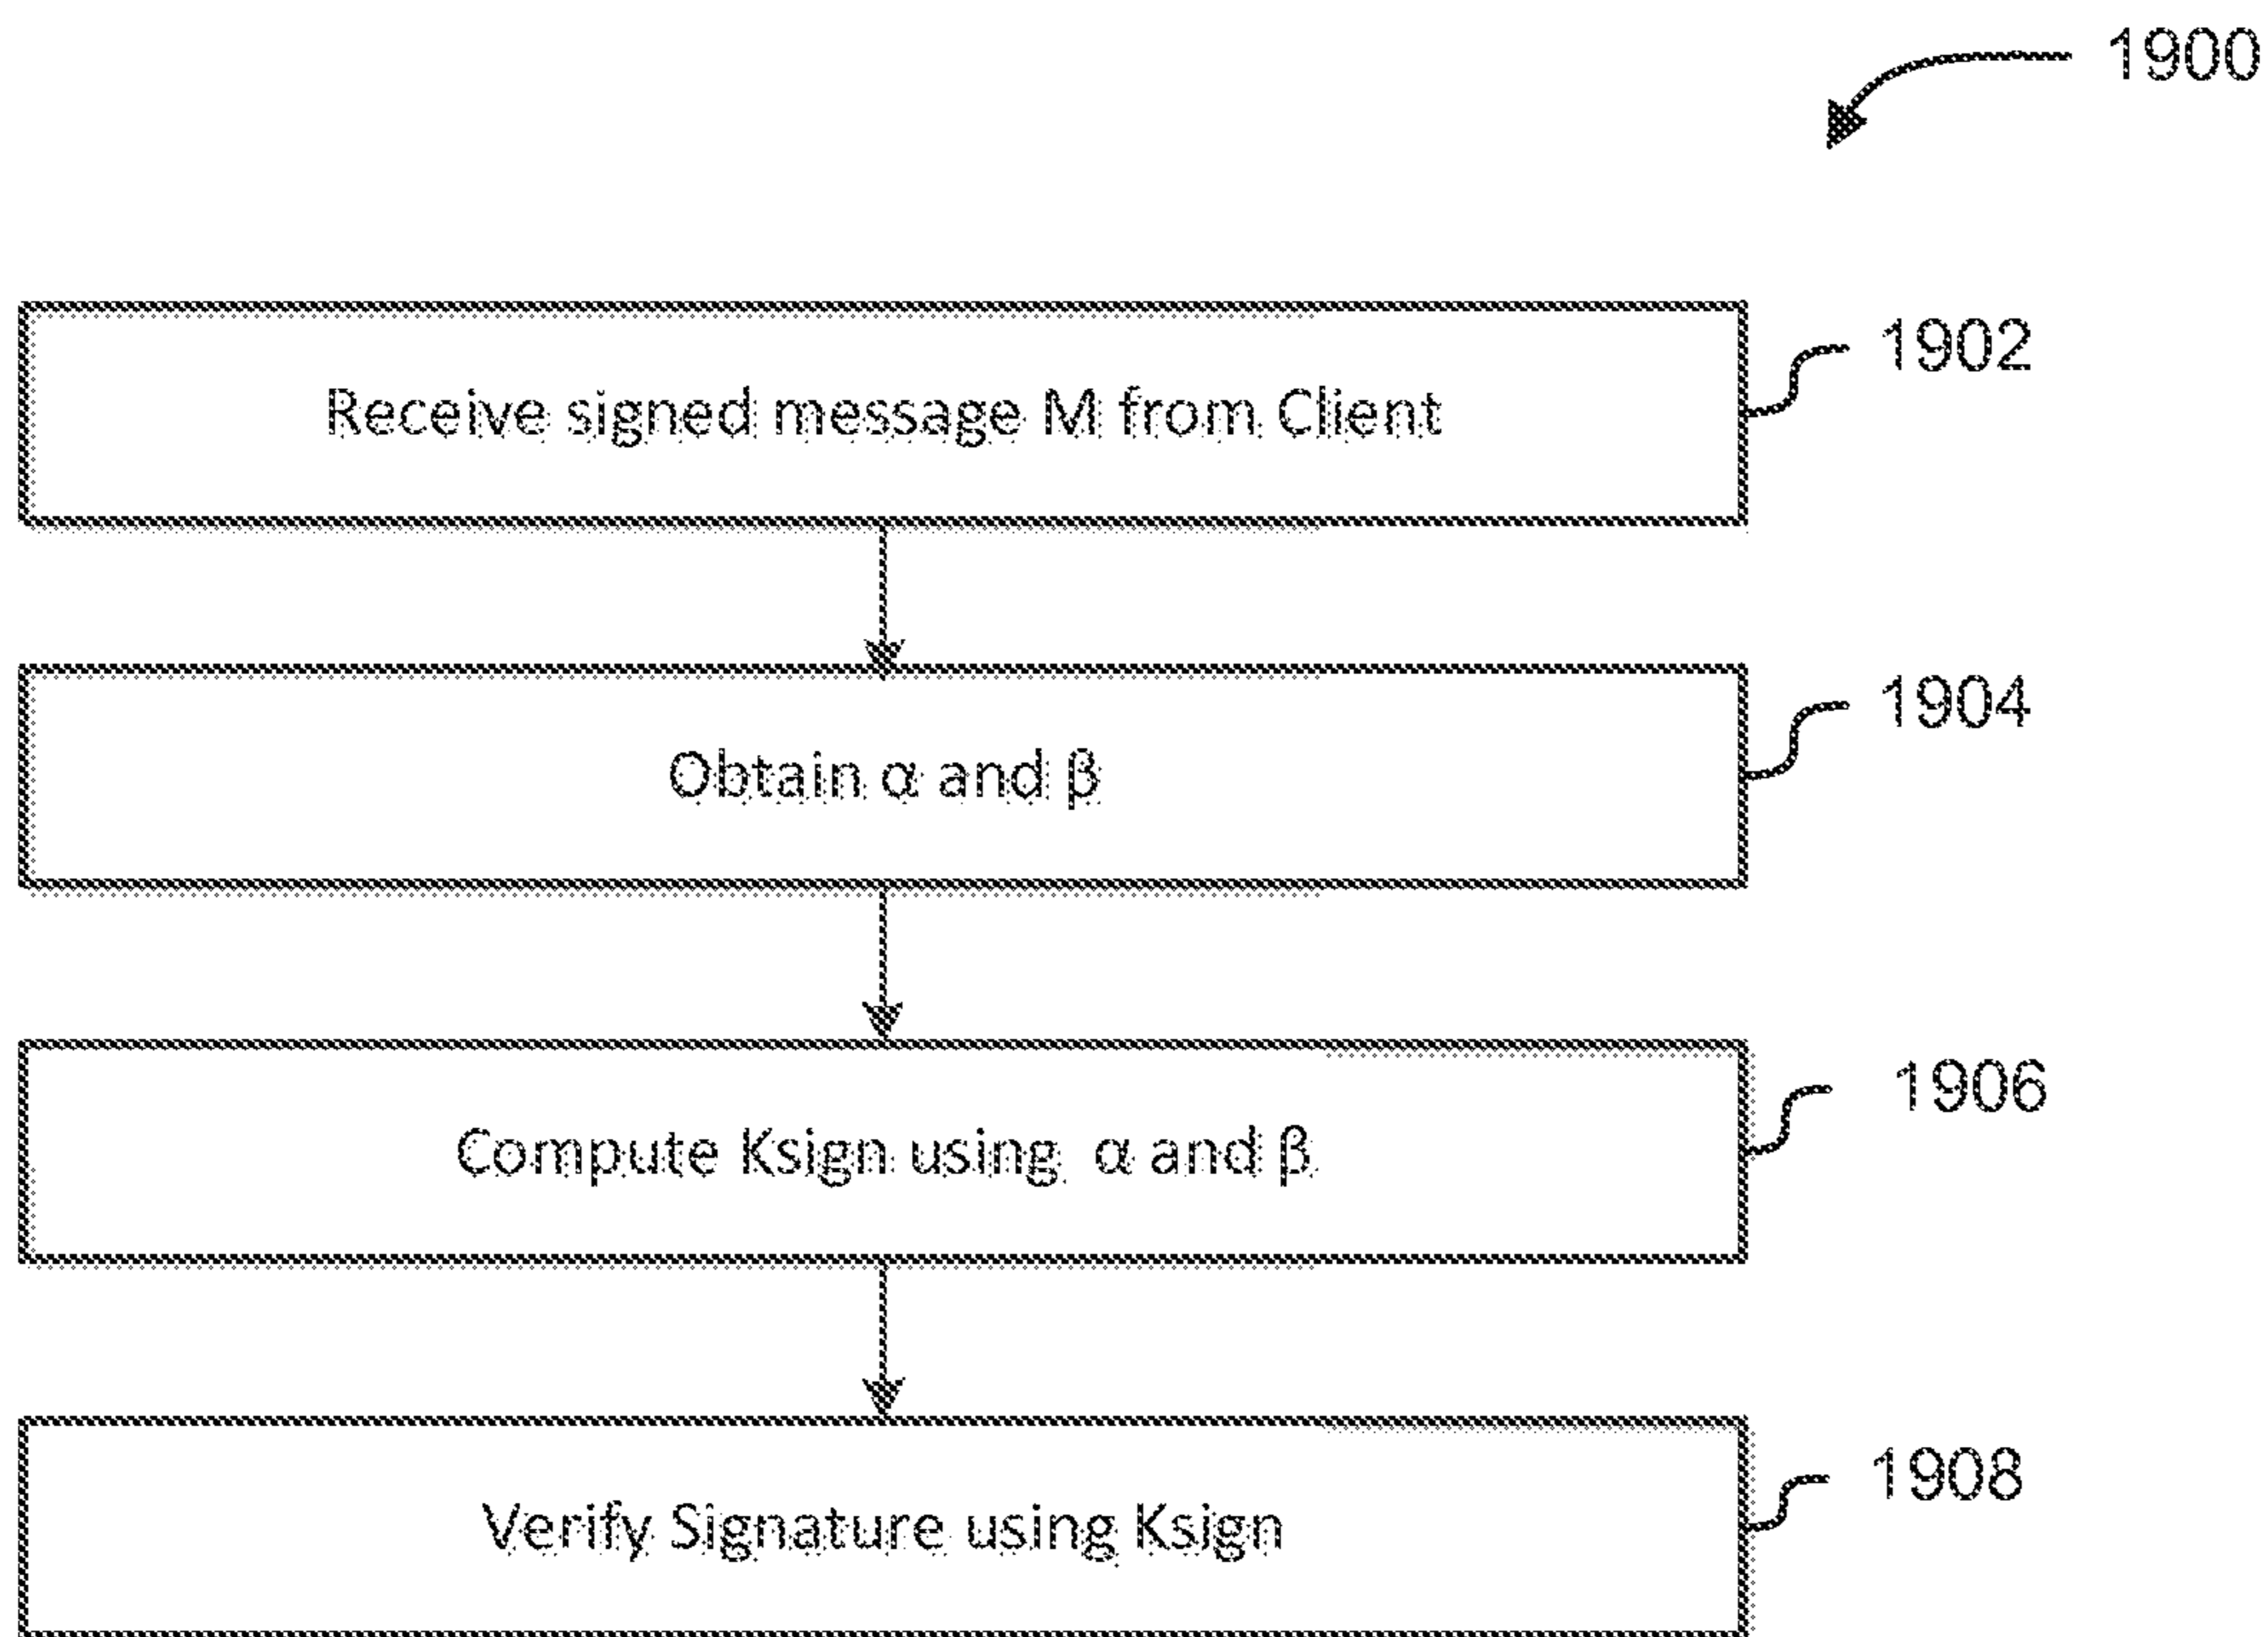 1900
Receive signed message M from Client
1902
Obtain α and β
1904
Compute Ksign using α and β
1906
Verify Signature using Ksign
1908